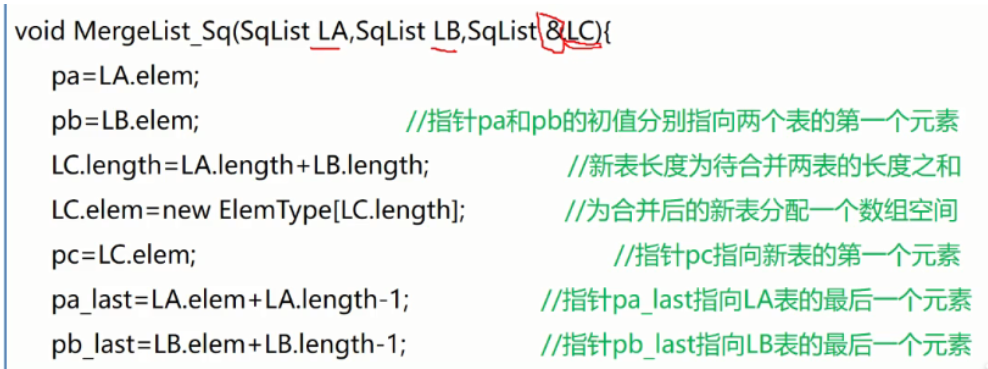 void MergeList_Sq(SqList LA,SqList LB,SqList &LC){
pa=LA.elem;
pb=LB.elem; //指针pa和pb的初值分别指向两个表的第一个元素
LC.length=LA.length+LB.length; //新表长度为待合并两表的长度之和
LC.elem=new ElemType[LC.length]; //为合并后的新表分配一个数组空间
pc=LC.elem; //指针pc指向新表的第一个元素
pa_last=LA.elem+LA.length-1; //指针pa_last指向LA表的最后一个元素
pb_last=LB.elem+LB.length-1; //指针pb_last指向LB表的最后一个元素